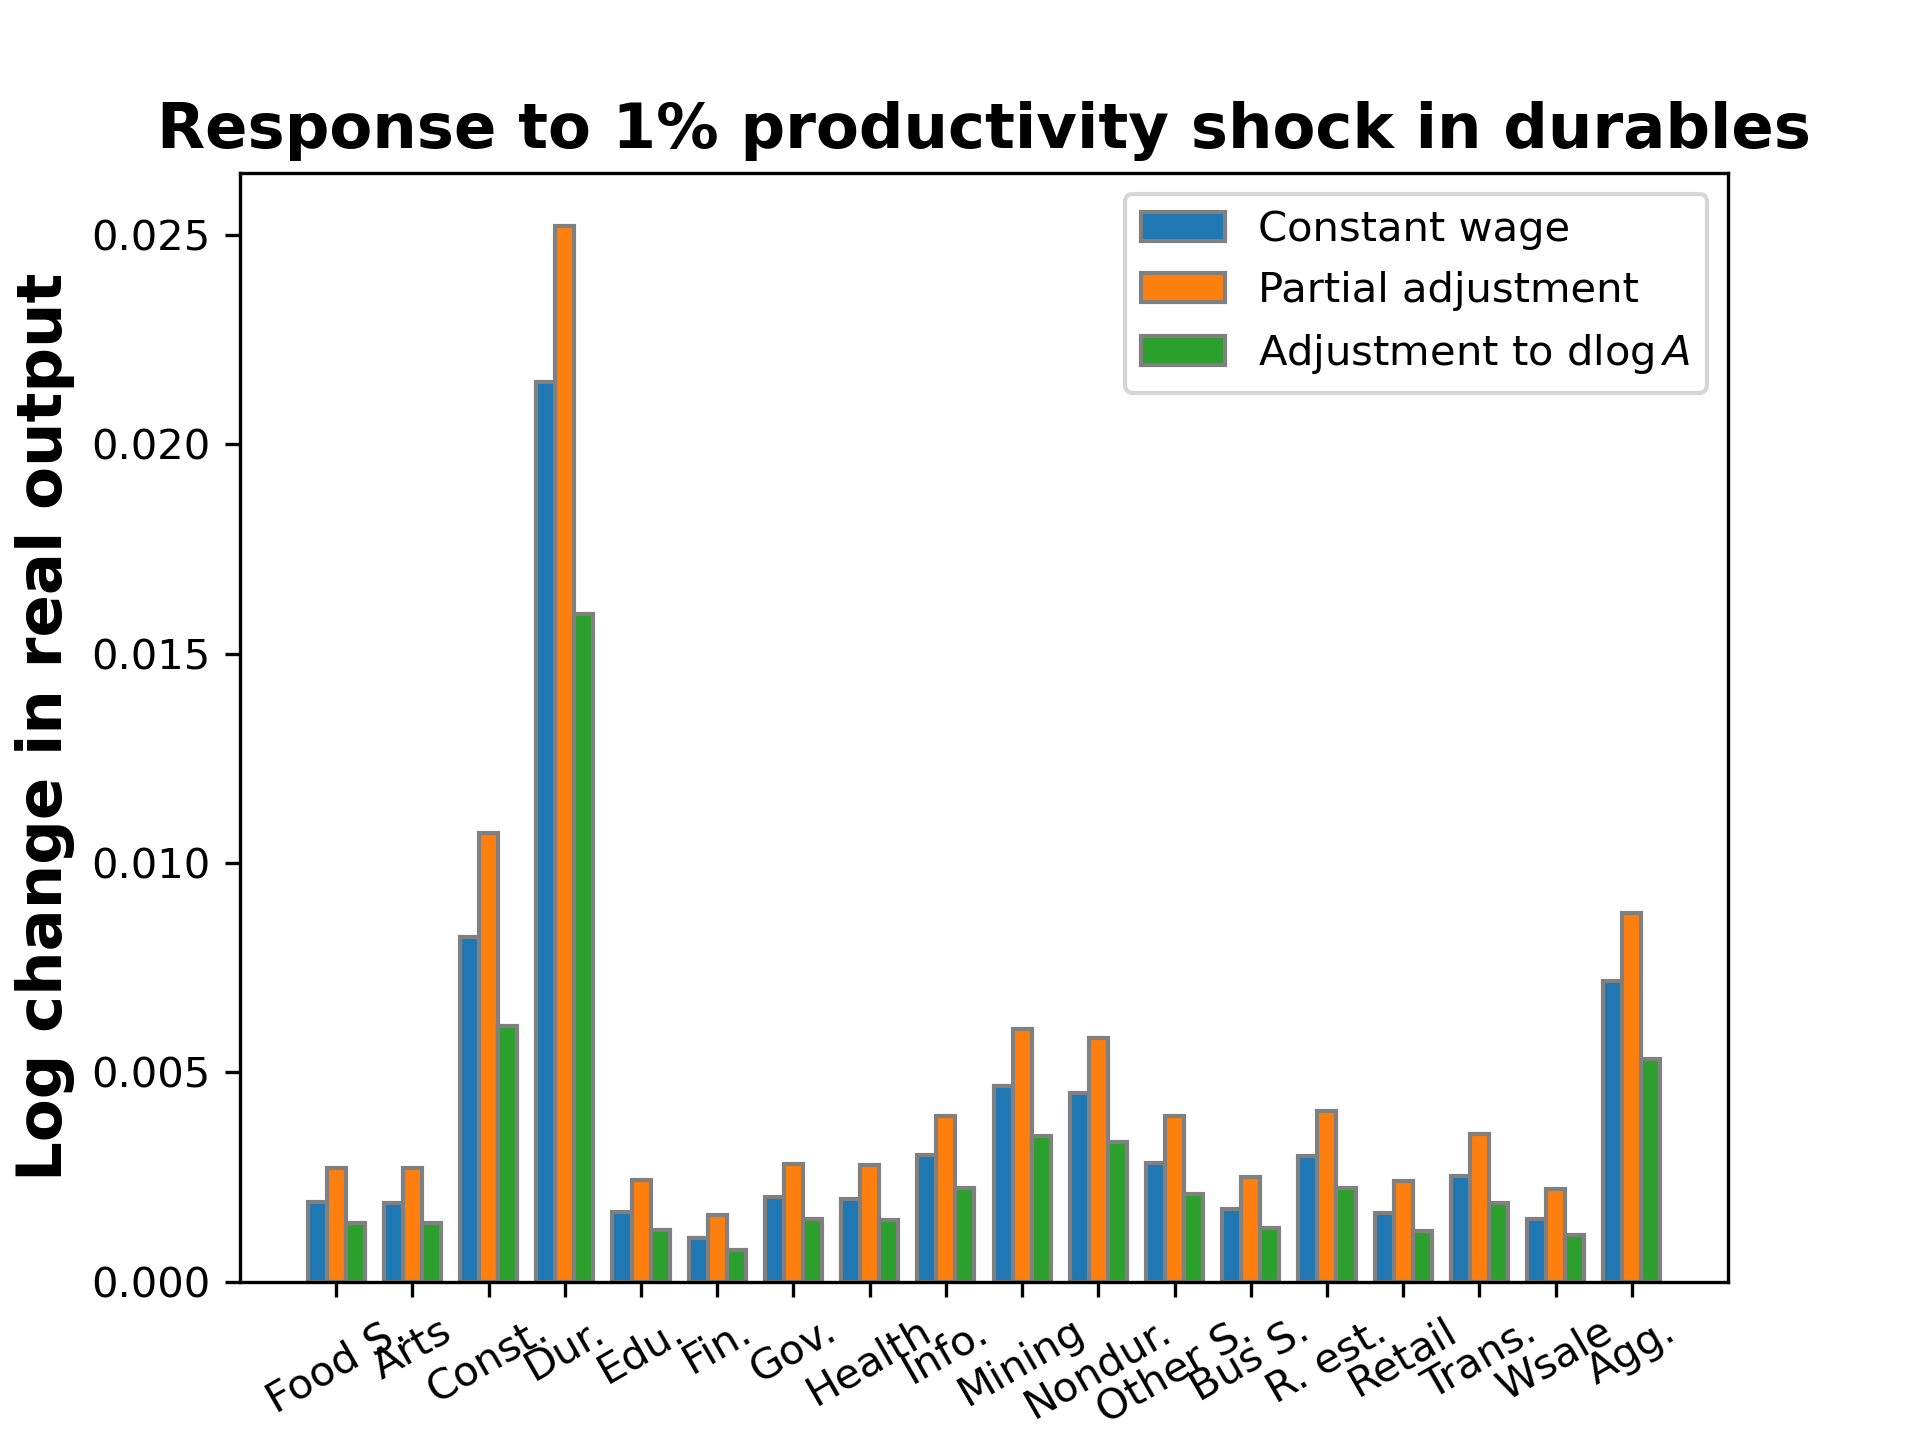 Response to 1% productivity shock in durables
Log change in real output
0.025
0.020
0.015
0.010
0.005
0.000
Constant wage
Partial adjustment
Adjustment to dlog A
Food S.
Arts
Const.
Dur.
Edu.
Fin.
Gov.
Health
Info.
Mining
Nondur.
Other S.
Bus S.
R. est.
Retail
Trans.
Wsale
Agg.